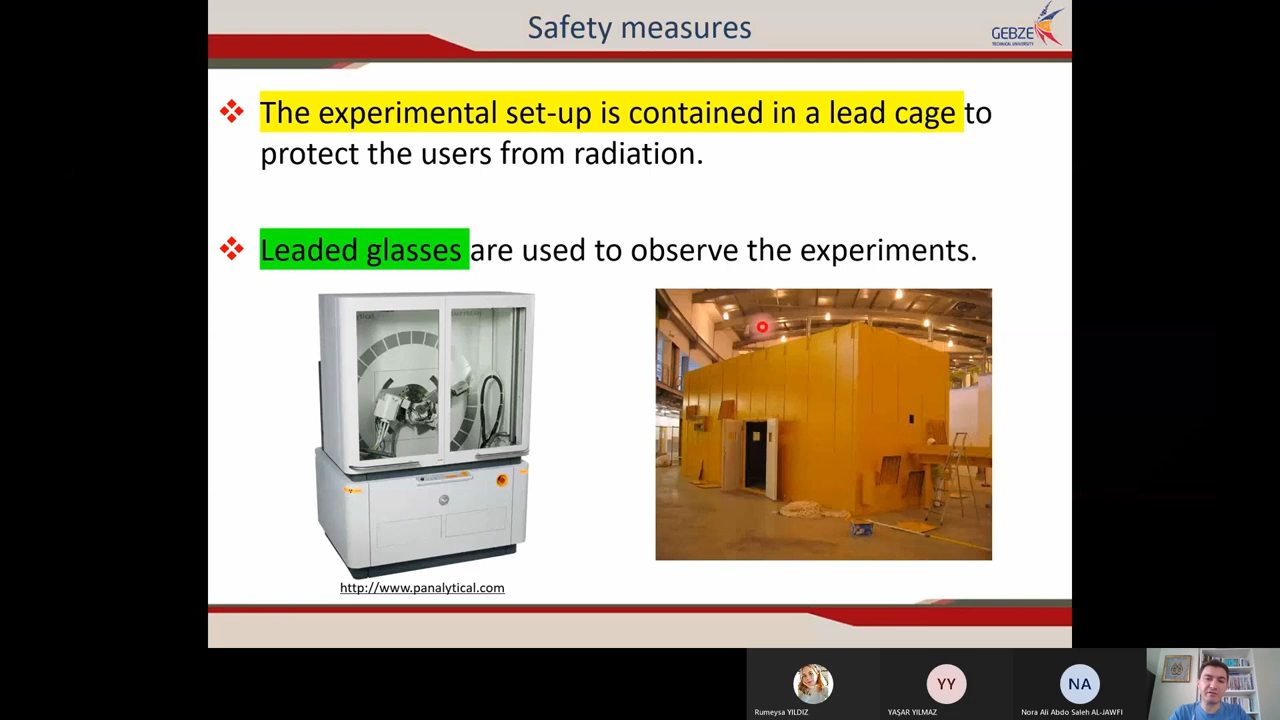 Safety measures
GEBZE
TECHNICAL UNIVERSITY
The experimental set-up is contained in a lead cage to
protect the users from radiation.
Leaded glasses are used to observe the experiments.
http://www.panalytical.com
YY
NA
Rumeysa YILDIZ
YAŞAR YILMAZ
Nora Ali Abdo Saleh AL-JAWFI